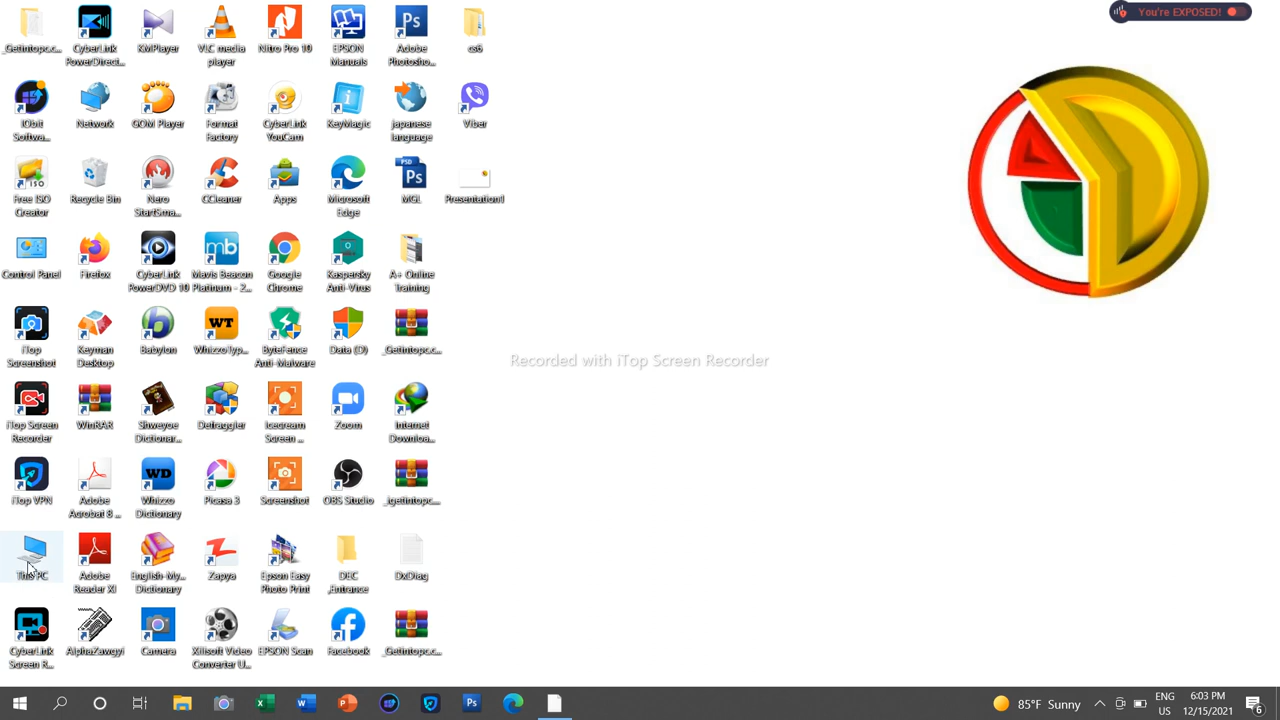 _Getintopc.c...
CyberLink
PowerDirect...
KMPlayer
VLC media
player
Nitro Pro 10
EPSON
Manuals
Adobe
Photosho...
cs6
You're EXPOSED!
IObit
Softwa...
Network
GOM Player
Format
Factory
CyberLink
YouCam
KeyMagic
japanese
language
Viber
Free ISO
Creator
Recycle Bin
Nero
StartSma...
CCleaner
Apps
Microsoft
Edge
MGL
Presentation1
Control Panel
Firefox
CyberLink
PowerDVD 10
Mavis Beacon
Platinum - 2...
Google
Chrome
Kaspersky
Anti-Virus
A+ Online
Training
iTop
Screenshot
Keyman
Desktop
Babylon
WhizzoTyp...
ByteFence
Anti-Malware
Data (D)
_Getintopc.c...
Recorded with iTop Screen Recorder
iTop Screen
Recorder
WinRAR
Shweyoe
Dictionar...
Defraggler
Icecream
Screen ...
Zoom
Internet
Downloa...
iTop VPN
Adobe
Acrobat 8 ...
Whizzo
Dictionary
Picasa 3
Screenshot
OBS Studio
_igetintopc....
This PC
Adobe
Reader XI
English-My...
Dictionary
Zapya
Epson Easy
Photo Print
DEC
,Entrance
DxDiag
CyberLink
Screen R...
AlphaZawgyi
Camera
Xilisoft Video
Converter U...
EPSON Scan
Facebook
_Getintopc.c...
85°F Sunny
ENG
US
6:03 PM
12/15/2021
6